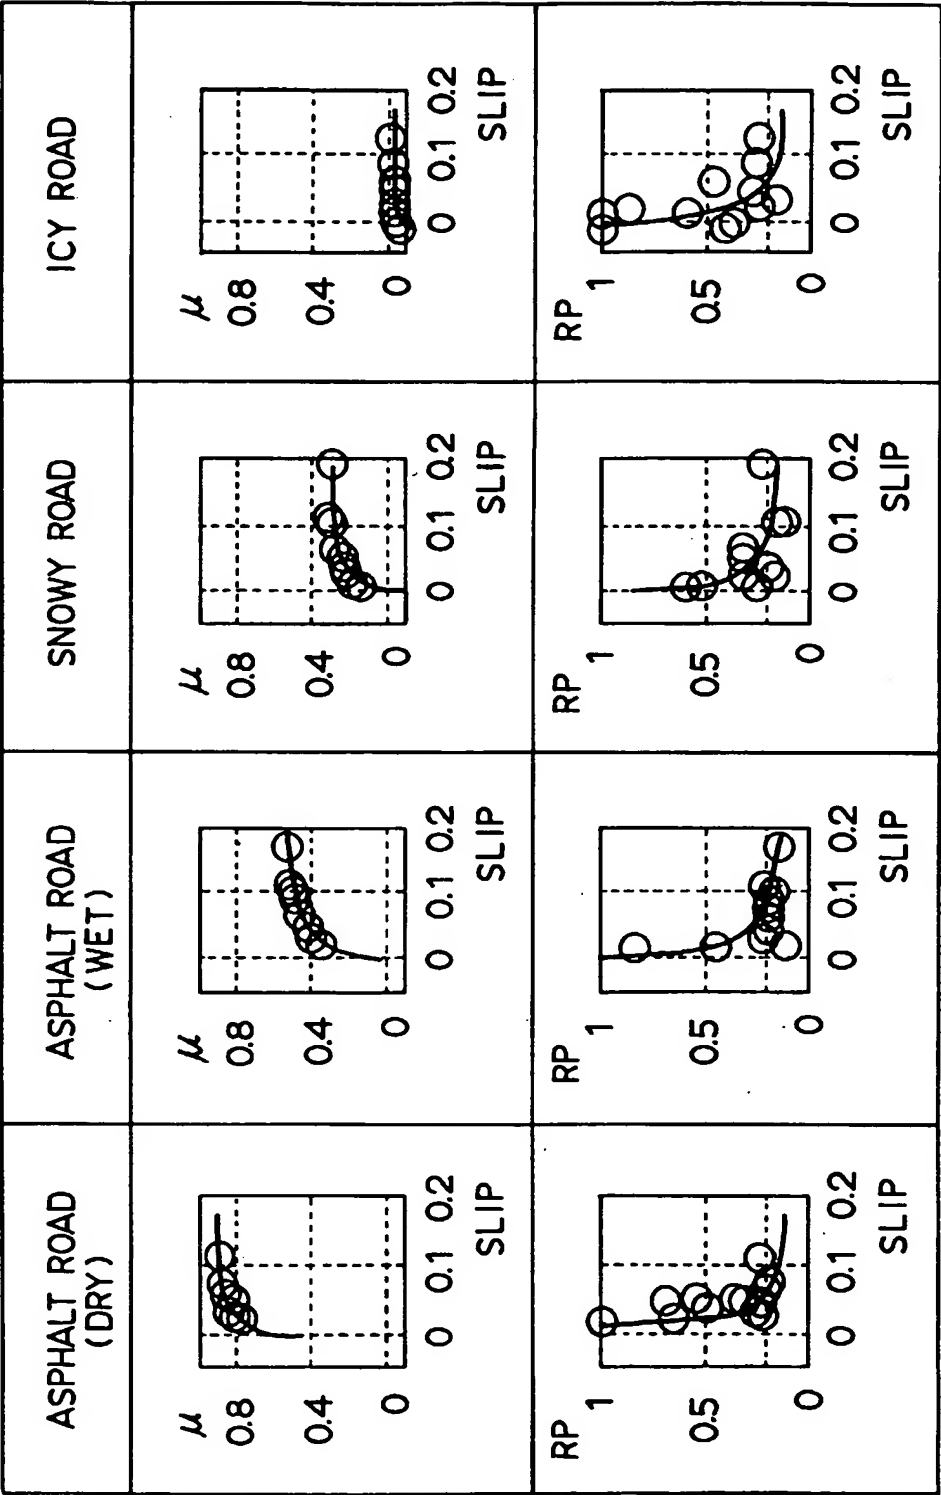 ASPHALT ROAD
(DRY)
ASPHALT ROAD
(WET)
SNOWY ROAD
ICY ROAD
μ
0.8
0.4
0
0 0.1 0.2
SLIP
μ
0.8
0.4
0
0 0.1 0.2
SLIP
μ
0.8
0.4
0
0 0.1 0.2
SLIP
μ
0.8
0.4
0
0 0.1 0.2
SLIP
RP
1
0.5
0
0 0.1 0.2
SLIP
RP
1
0.5
0
0 0.1 0.2
SLIP
RP
1
0.5
0
0 0.1 0.2
SLIP
RP
1
0.5
0
0 0.1 0.2
SLIP